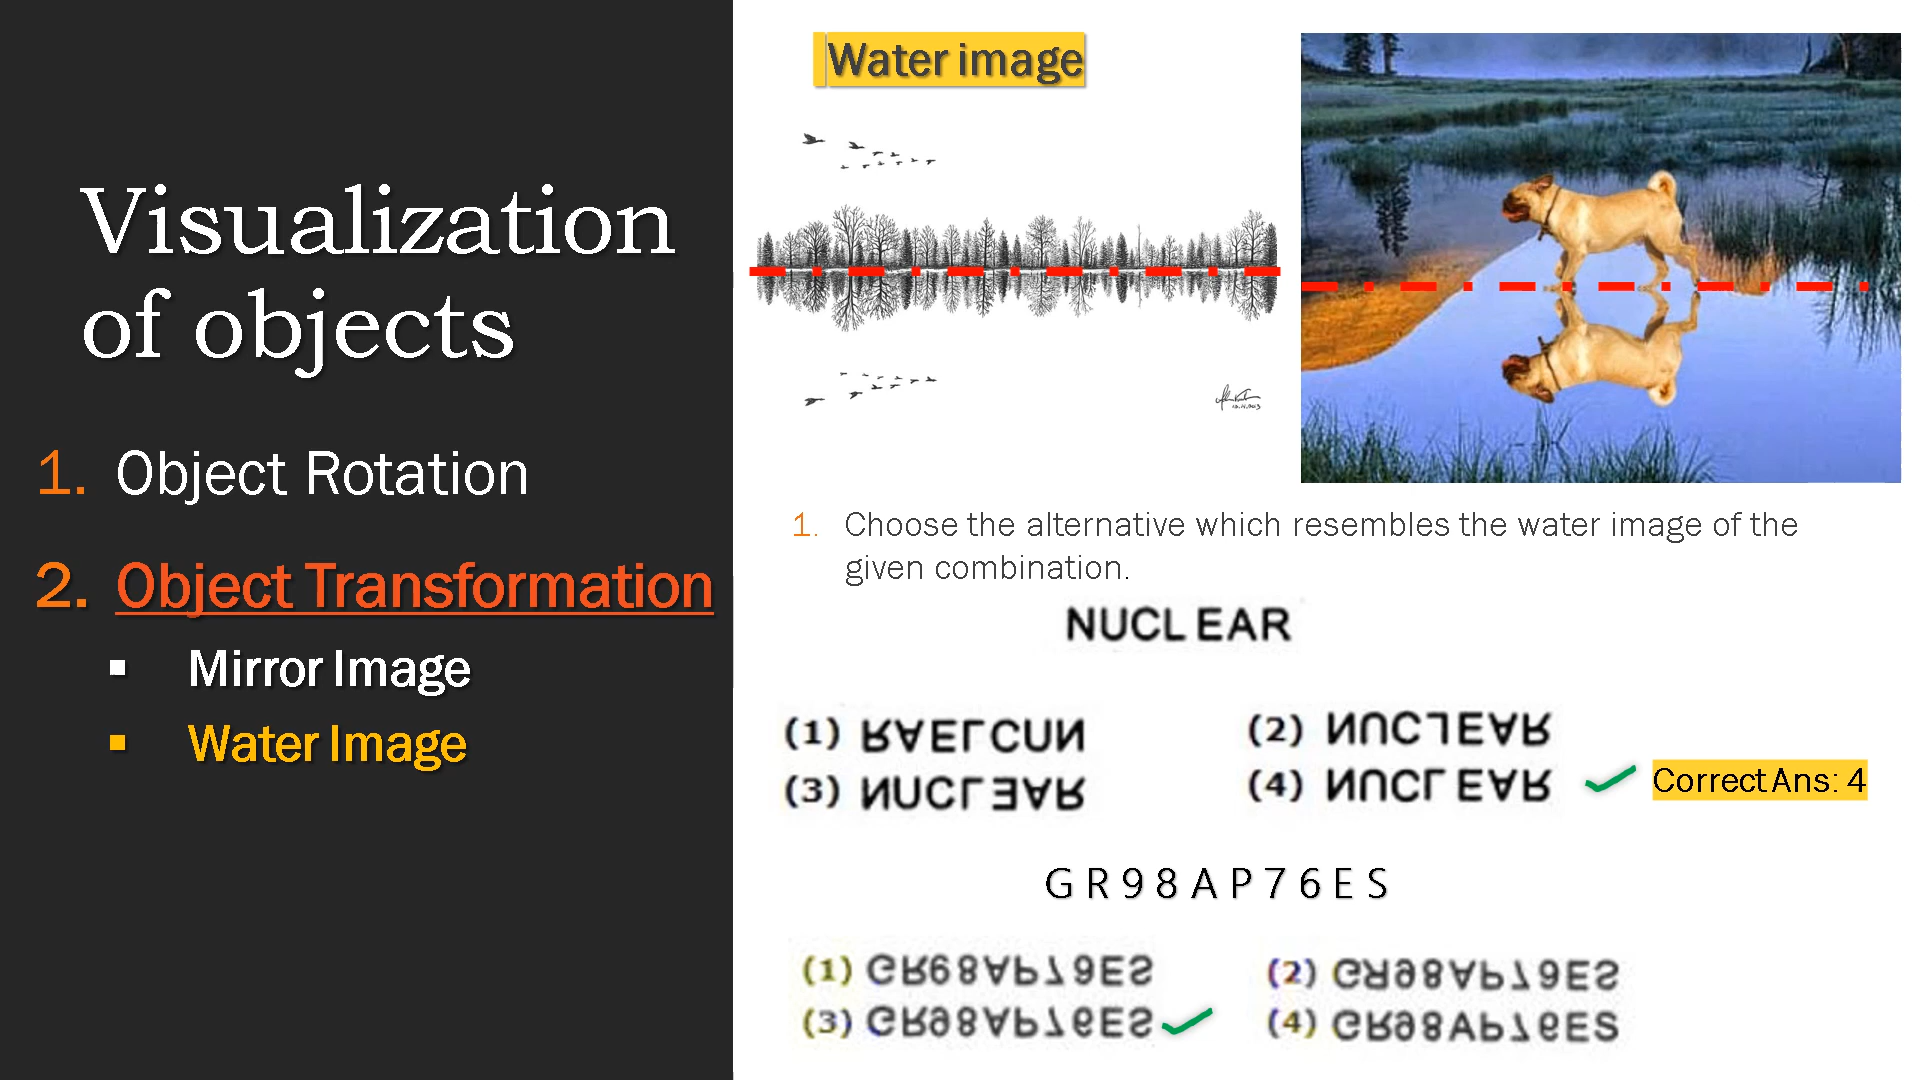 Visualization
of objects
1. Object Rotation
2. Object Transformation
▪ Mirror Image
▪ Water Image
Water image
1. Choose the alternative which resembles the water image of the
given combination.
NUCLEAR
(1)
(2)
(3)
(4)
Correct Ans: 4
G R 9 8 A P 7 6 E S
(1)
(2)
(3)
(4)